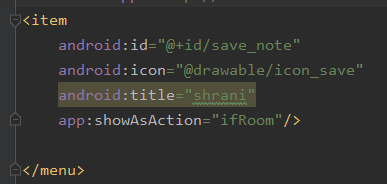 <item
android:id="@+id/save_note"
android:icon="@drawable/icon_save"
android:title="shrani"
app:showAsAction="ifRoom"/>
</menu>